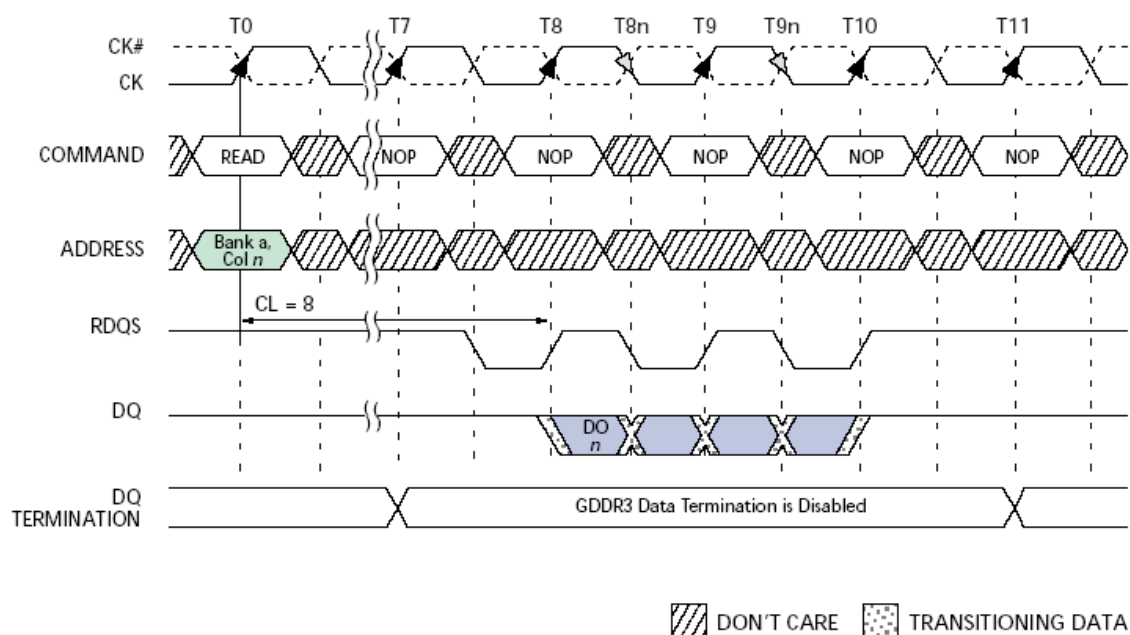 T0 T7 T8 T8n T9 T9n T10 T11
CK#
CK
COMMAND READ NOP NOP NOP NOP NOP
ADDRESS Bank a,
Col n
CL = 8
RDQS
DQ DO
n
DQ
TERMINATION GDDR3 Data Termination is Disabled
DON'T CARE TRANSITIONING DATA